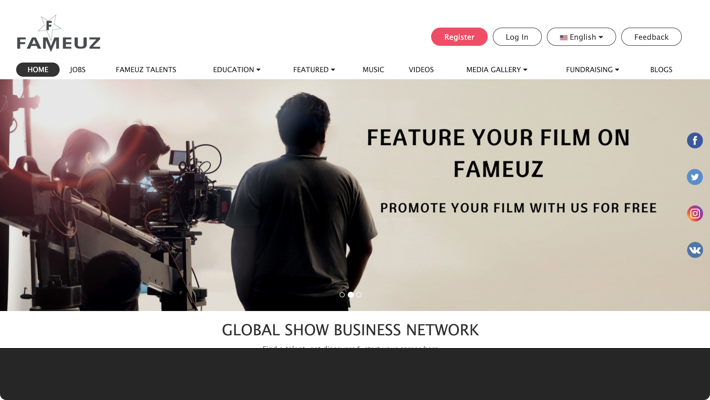 F
FAMEUZ
Register
Log In
English
Feedback
HOME
JOBS
FAMEUZ TALENTS
EDUCATION
FEATURED
MUSIC
VIDEOS
MEDIA GALLERY
FUNDRAISING
BLOGS
FEATURE YOUR FILM ON
FAMEUZ
PROMOTE YOUR FILM WITH US FOR FREE
GLOBAL SHOW BUSINESS NETWORK